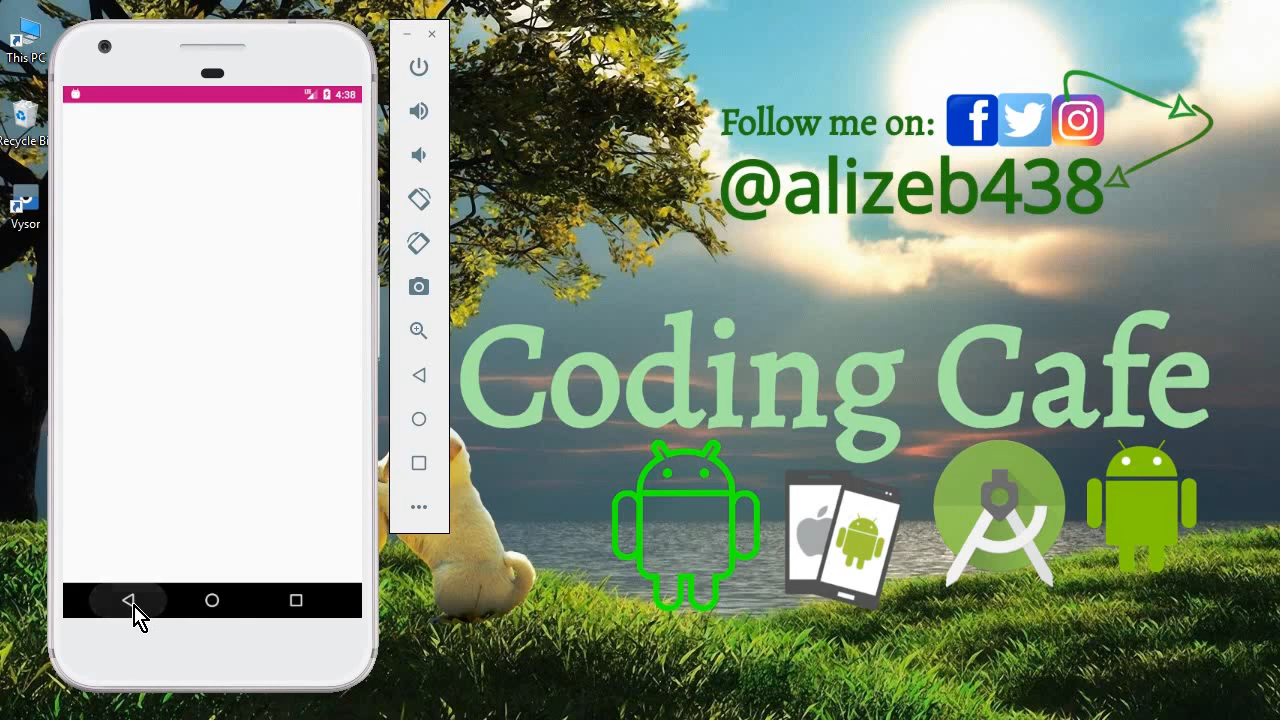 This PC
Recycle Bi
Vysor
4:38
Follow me on:
@alizeb438
Coding Cafe